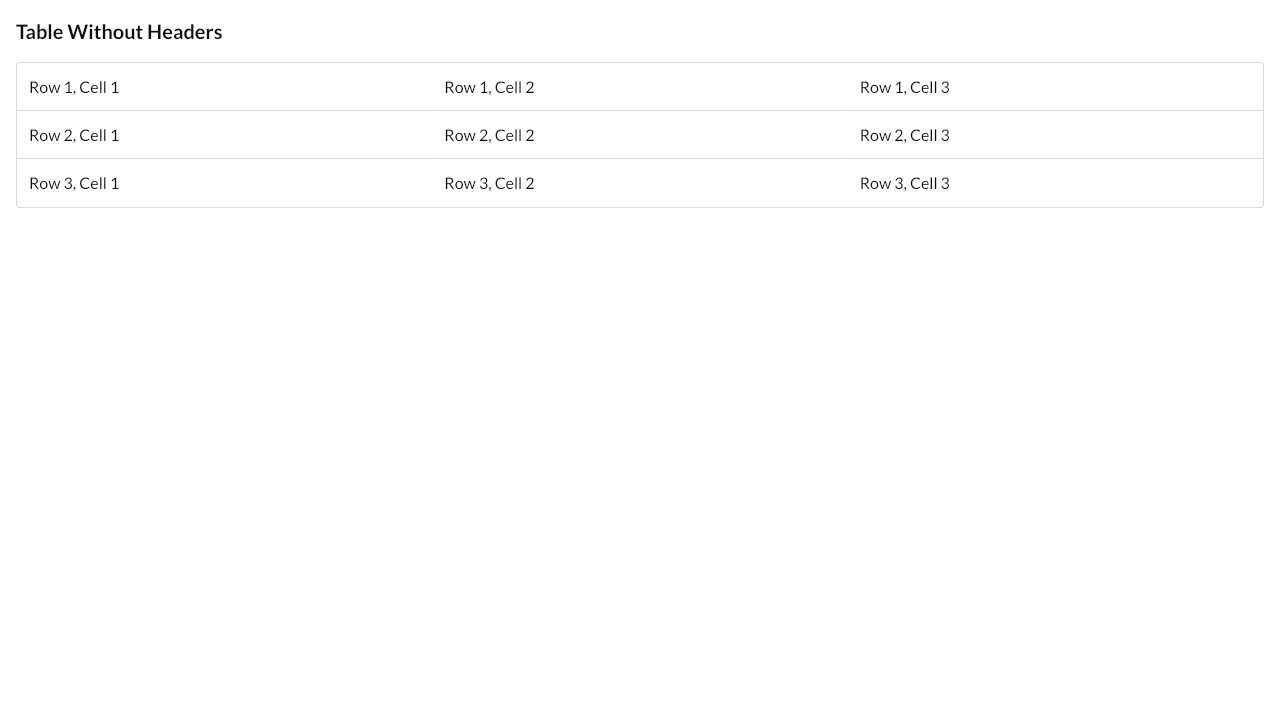 Table Without Headers
Row 1, Cell 1 Row 1, Cell 2 Row 1, Cell 3
Row 2, Cell 1 Row 2, Cell 2 Row 2, Cell 3
Row 3, Cell 1 Row 3, Cell 2 Row 3, Cell 3